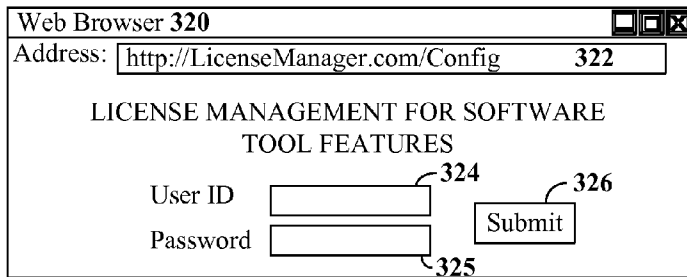 Web Browser 320
Address: http://LicenseManager.com/Config 322
LICENSE MANAGEMENT FOR SOFTWARE
TOOL FEATURES
324
User ID
326
Submit
Password
325